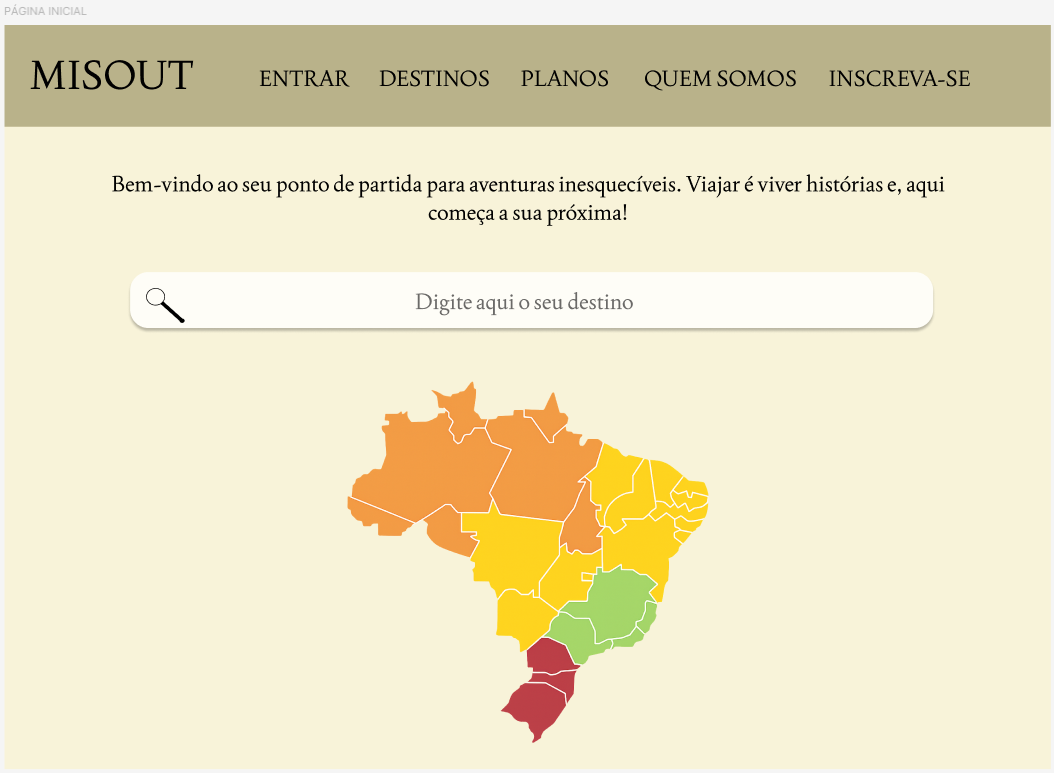 PÁGINA INICIAL
MISOUT
ENTRAR DESTINOS PLANOS QUEM SOMOS INSCREVA-SE
Bem-vindo ao seu ponto de partida para aventuras inesquecíveis. Viajar é viver histórias e, aqui
começa a sua próxima!
Digite aqui o seu destino